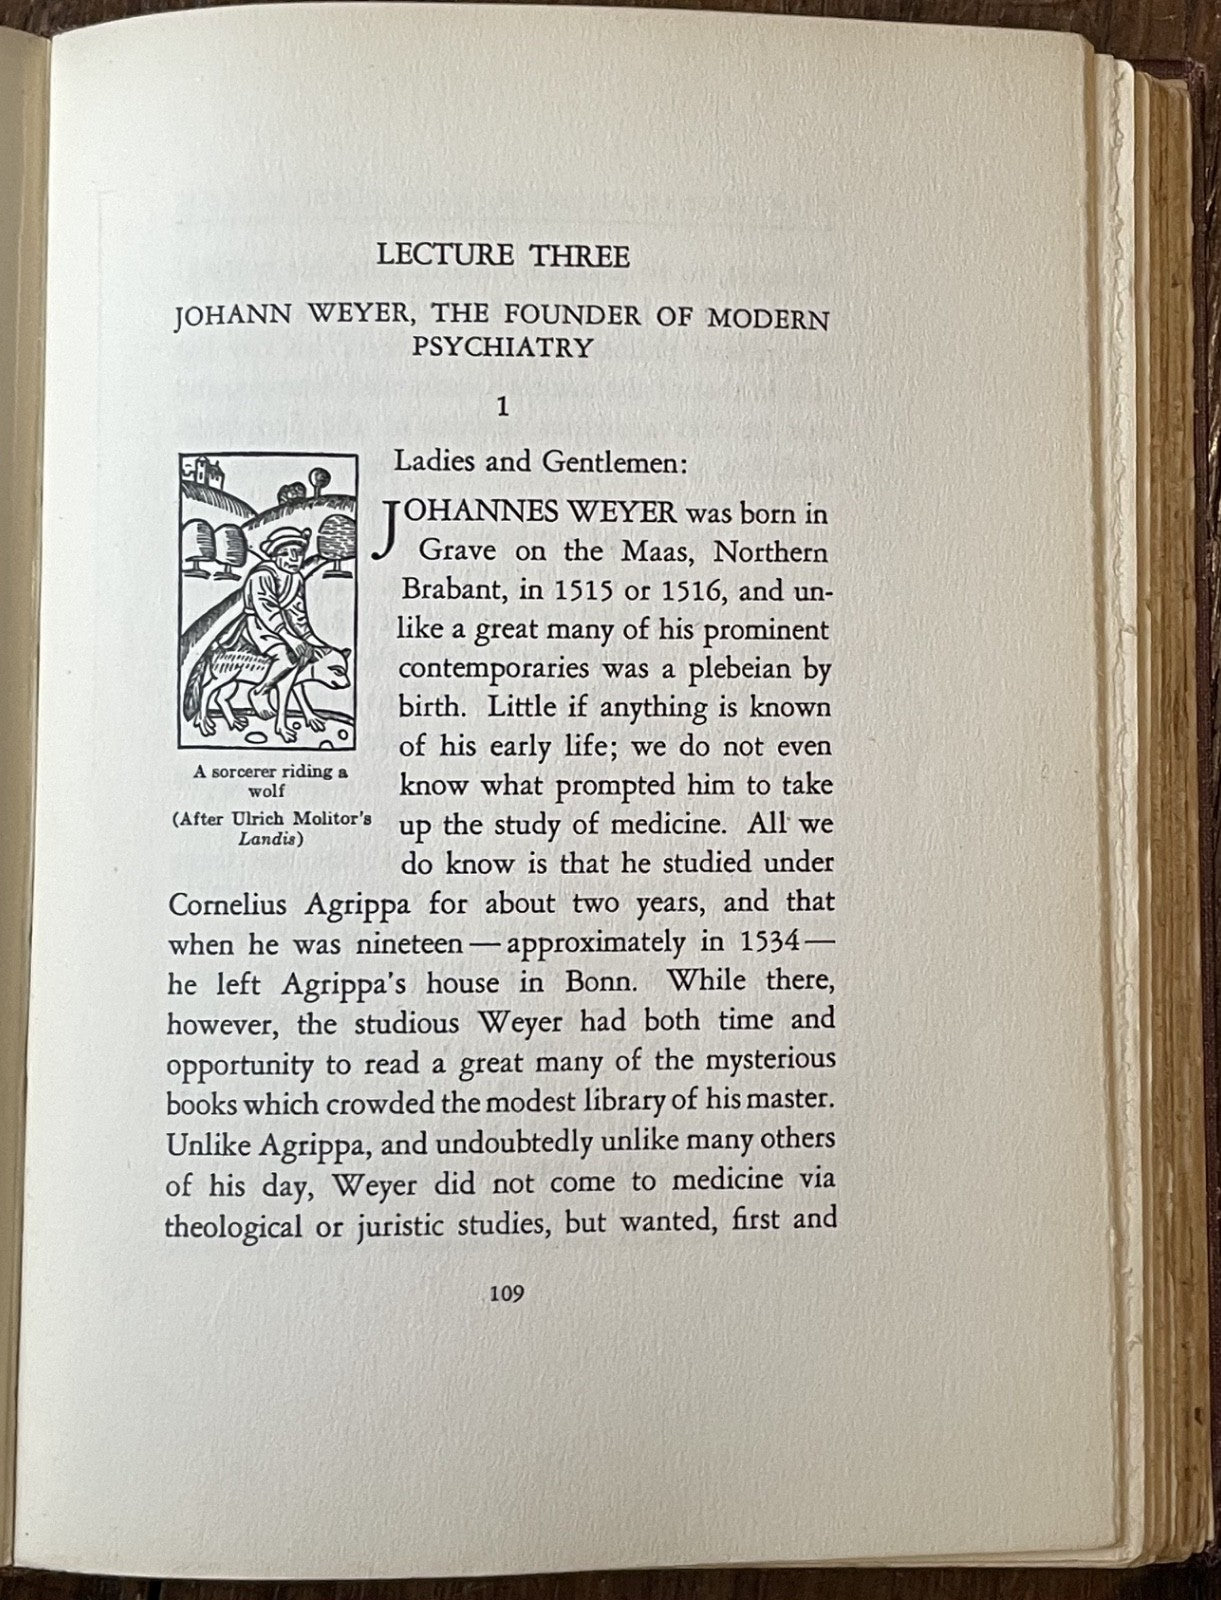 LECTURE THREE
JOHANN WEYER, THE FOUNDER OF MODERN
PSYCHIATRY
1
Ladies and Gentlemen:
JOHANNES WEYER was born in
Grave on the Maas, Northern
Brabant, in 1515 or 1516, and un-
like a great many of his prominent
contemporaries was a plebeian by
birth. Little if anything is known
of his early life; we do not even
know what prompted him to take
up the study of medicine. All we
do know is that he studied under
A sorcerer riding a
wolf
(After Ulrich Molitor's
Landis)
Cornelius Agrippa for about two years, and that
when he was nineteen — approximately in 1534 —
he left Agrippa's house in Bonn. While there,
however, the studious Weyer had both time and
opportunity to read a great many of the mysterious
books which crowded the modest library of his master.
Unlike Agrippa, and undoubtedly unlike many others
of his day, Weyer did not come to medicine via
theological or juristic studies, but wanted, first and
109